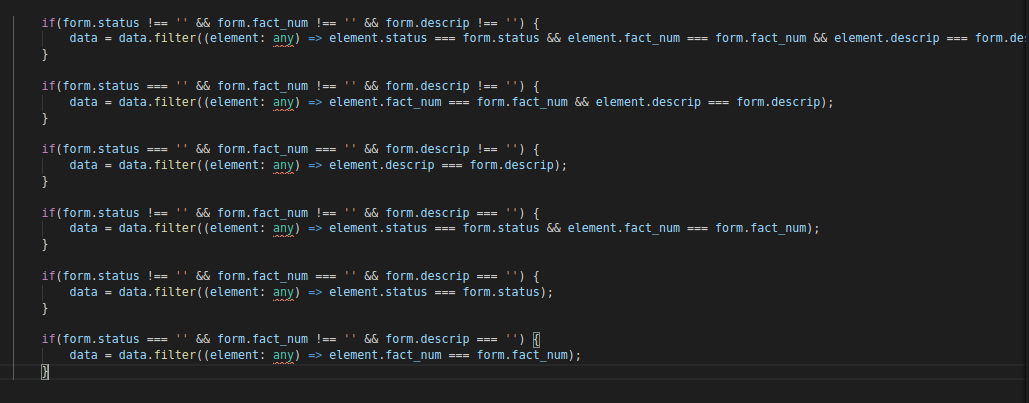 if(form.status !== '' && form.fact_num !== '' && form.descrip !== '') {
data = data.filter((element: any) => element.status === form.status && element.fact_num === form.fact_num && element.descrip === form.de
}
if(form.status === '' && form.fact_num !== '' && form.descrip !== '') {
data = data.filter((element: any) => element.fact_num === form.fact_num && element.descrip === form.descrip);
}
if(form.status === '' && form.fact_num === '' && form.descrip !== '') {
data = data.filter((element: any) => element.descrip === form.descrip);
}
if(form.status !== '' && form.fact_num !== '' && form.descrip === '') {
data = data.filter((element: any) => element.status === form.status && element.fact_num === form.fact_num);
}
if(form.status !== '' && form.fact_num === '' && form.descrip === '') {
data = data.filter((element: any) => element.status === form.status);
}
if(form.status === '' && form.fact_num !== '' && form.descrip === '') {
data = data.filter((element: any) => element.fact_num === form.fact_num);
}